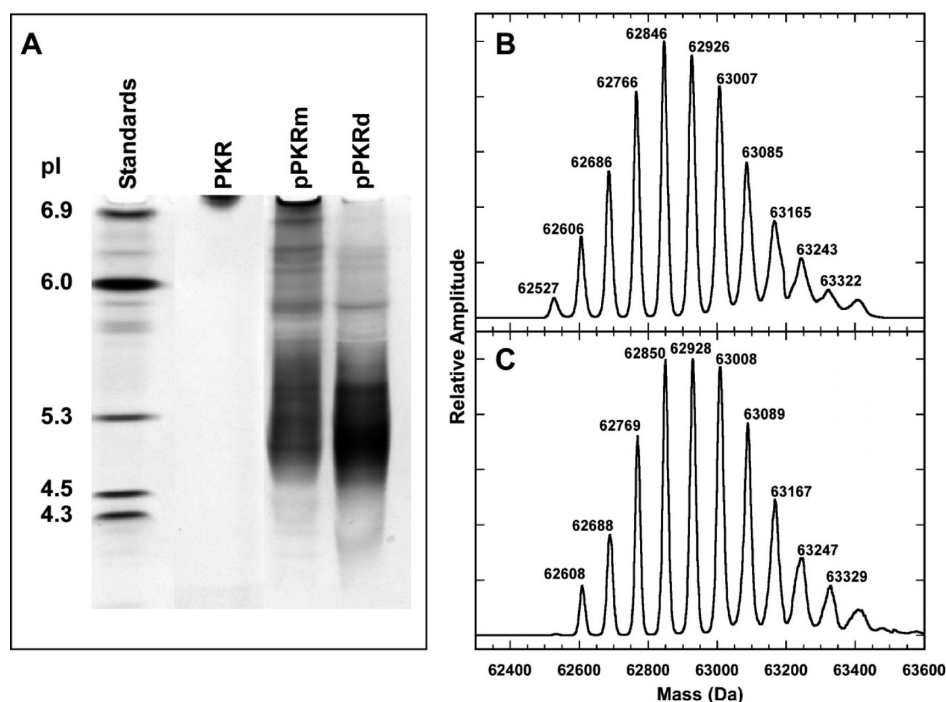 A
pI
Standards
PKR
pPKRm
pPKRd
6.9
6.0
5.3
4.5
4.3
B
Relative Amplitude
62527
62606
62686
62766
62846
62926
63007
63085
63165
63243
63322
C
62608
62688
62769
62850
62928
63008
63089
63167
63247
63329
62400 62600 62800 63000 63200 63400 63600
Mass (Da)